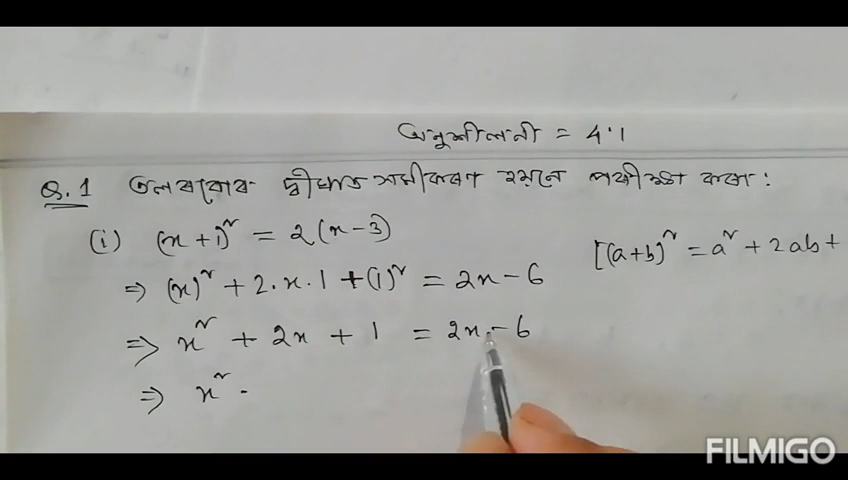 অনুশীলনী = 4.1
Q.1 তলৰবোৰ দ্বীঘাত সমীকৰণ হয়নে পৰীক্ষা কৰা :
(i) (x+1)² = 2(x-3)
[(a+b)² = a² + 2ab +
⇒ (x)² + 2·x·1 + (1)² = 2x - 6
⇒ x² + 2x + 1 = 2x - 6
⇒ x² -
FILMIGO